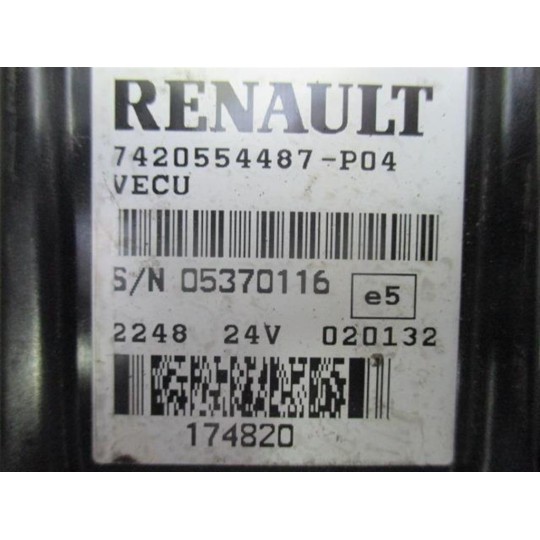 RENAULT
7420554487-P04
VECU
S/N 05370116 e5
2248 24V 020132
174820